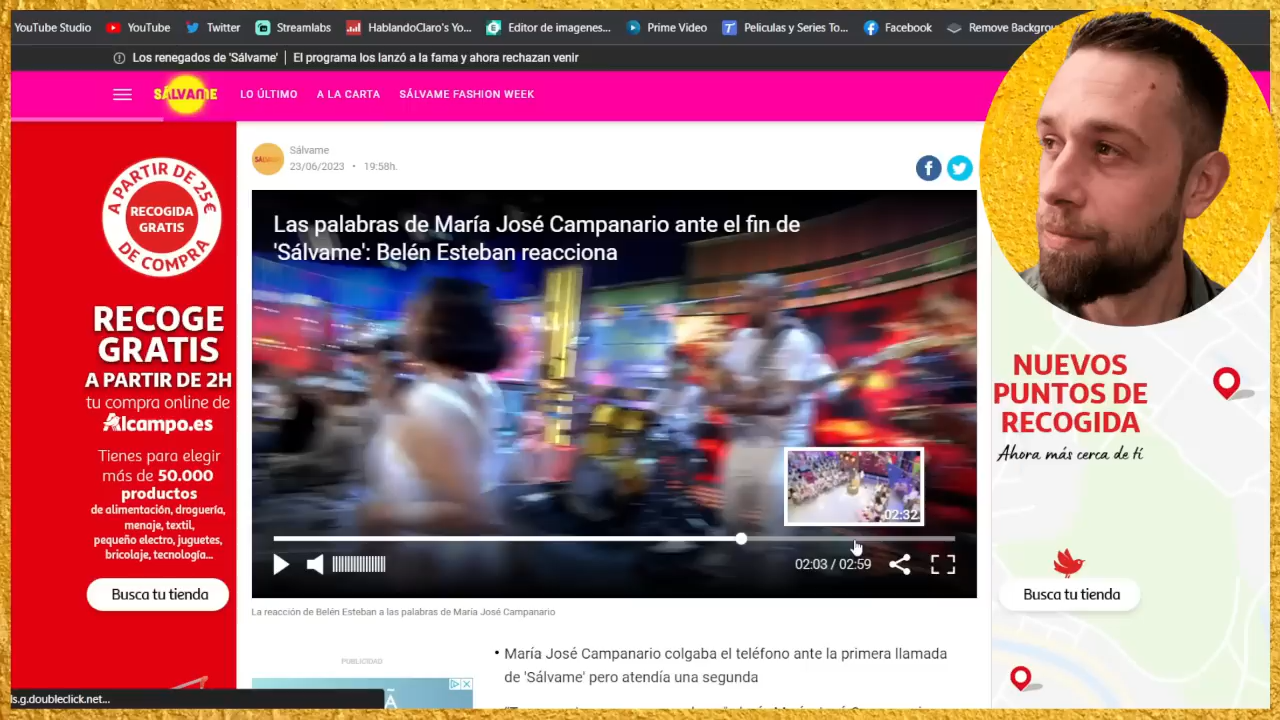 YouTube Studio
YouTube
Twitter
Streamlabs
HablandoClaro's Yo...
Editor de imagenes...
Prime Video
Peliculas y Series To...
Facebook
Remove Backgrou
Los renegados de 'Sálvame' | El programa los lanzó a la fama y ahora rechazan venir
SÁLVAME
LO ÚLTIMO
A LA CARTA
SÁLVAME FASHION WEEK
Sálvame
23/06/2023 • 19:58h.
A PARTIR DE 25€
RECOGIDA
GRATIS
DE COMPRA
RECOGE
GRATIS
A PARTIR DE 2H
tu compra online de
Alcampo.es
Tienes para elegir
más de 50.000
productos
de alimentación, droguería,
menaje, textil,
pequeño electro, juguetes,
bricolaje, tecnología...
Busca tu tienda
Las palabras de María José Campanario ante el fin de
'Sálvame': Belén Esteban reacciona
02:32
02:03 / 02:59
La reacción de Belén Esteban a las palabras de María José Campanario
PUBLICIDAD
• María José Campanario colgaba el teléfono ante la primera llamada
de 'Sálvame' pero atendía una segunda
NUEVOS
PUNTOS DE
RECOGIDA
Ahora más cerca de ti
Busca tu tienda
ls.g.doubleclick.net...